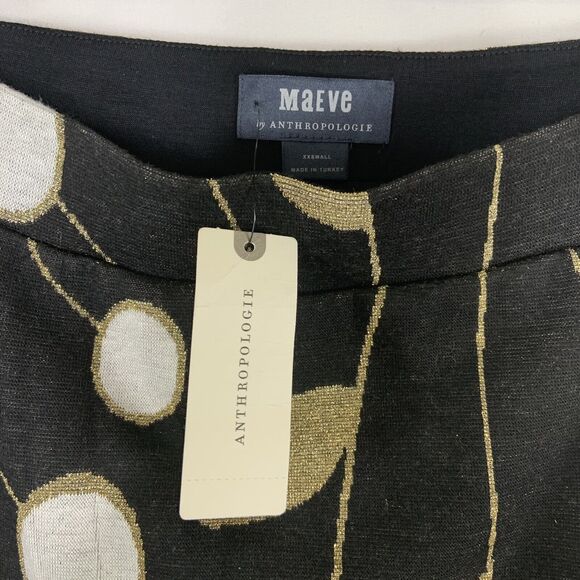 MaEve
by ANTHROPOLOGIE
XXSMALL
MADE IN TURKEY
ANTHROPOLOGIE